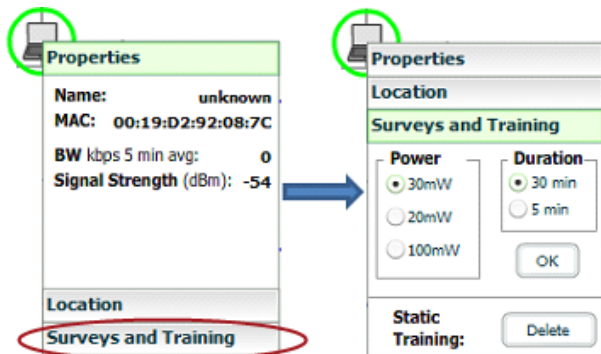 Properties
Name: unknown
MAC: 00:19:D2:92:08:7C
BW kbps 5 min avg: 0
Signal Strength (dBm): -54
Location
Surveys and Training
Properties
Location
Surveys and Training
Power
30mW
20mW
100mW
Duration
30 min
5 min
OK
Static
Training:
Delete